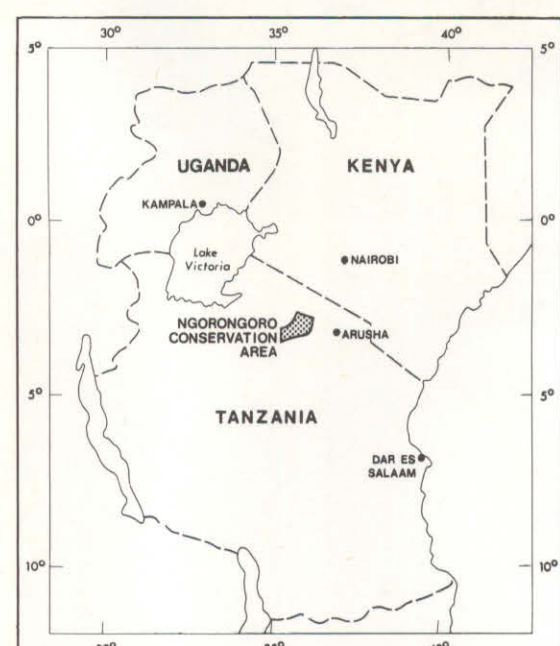 30° 35° 40°
5° 5°
UGANDA KENYA
KAMPALA
0° 0°
Lake
Victoria
NAIROBI
NGORONGORO
CONSERVATION
AREA
ARUSHA
5° 5°
TANZANIA
DAR ES
SALAAM
10° 10°